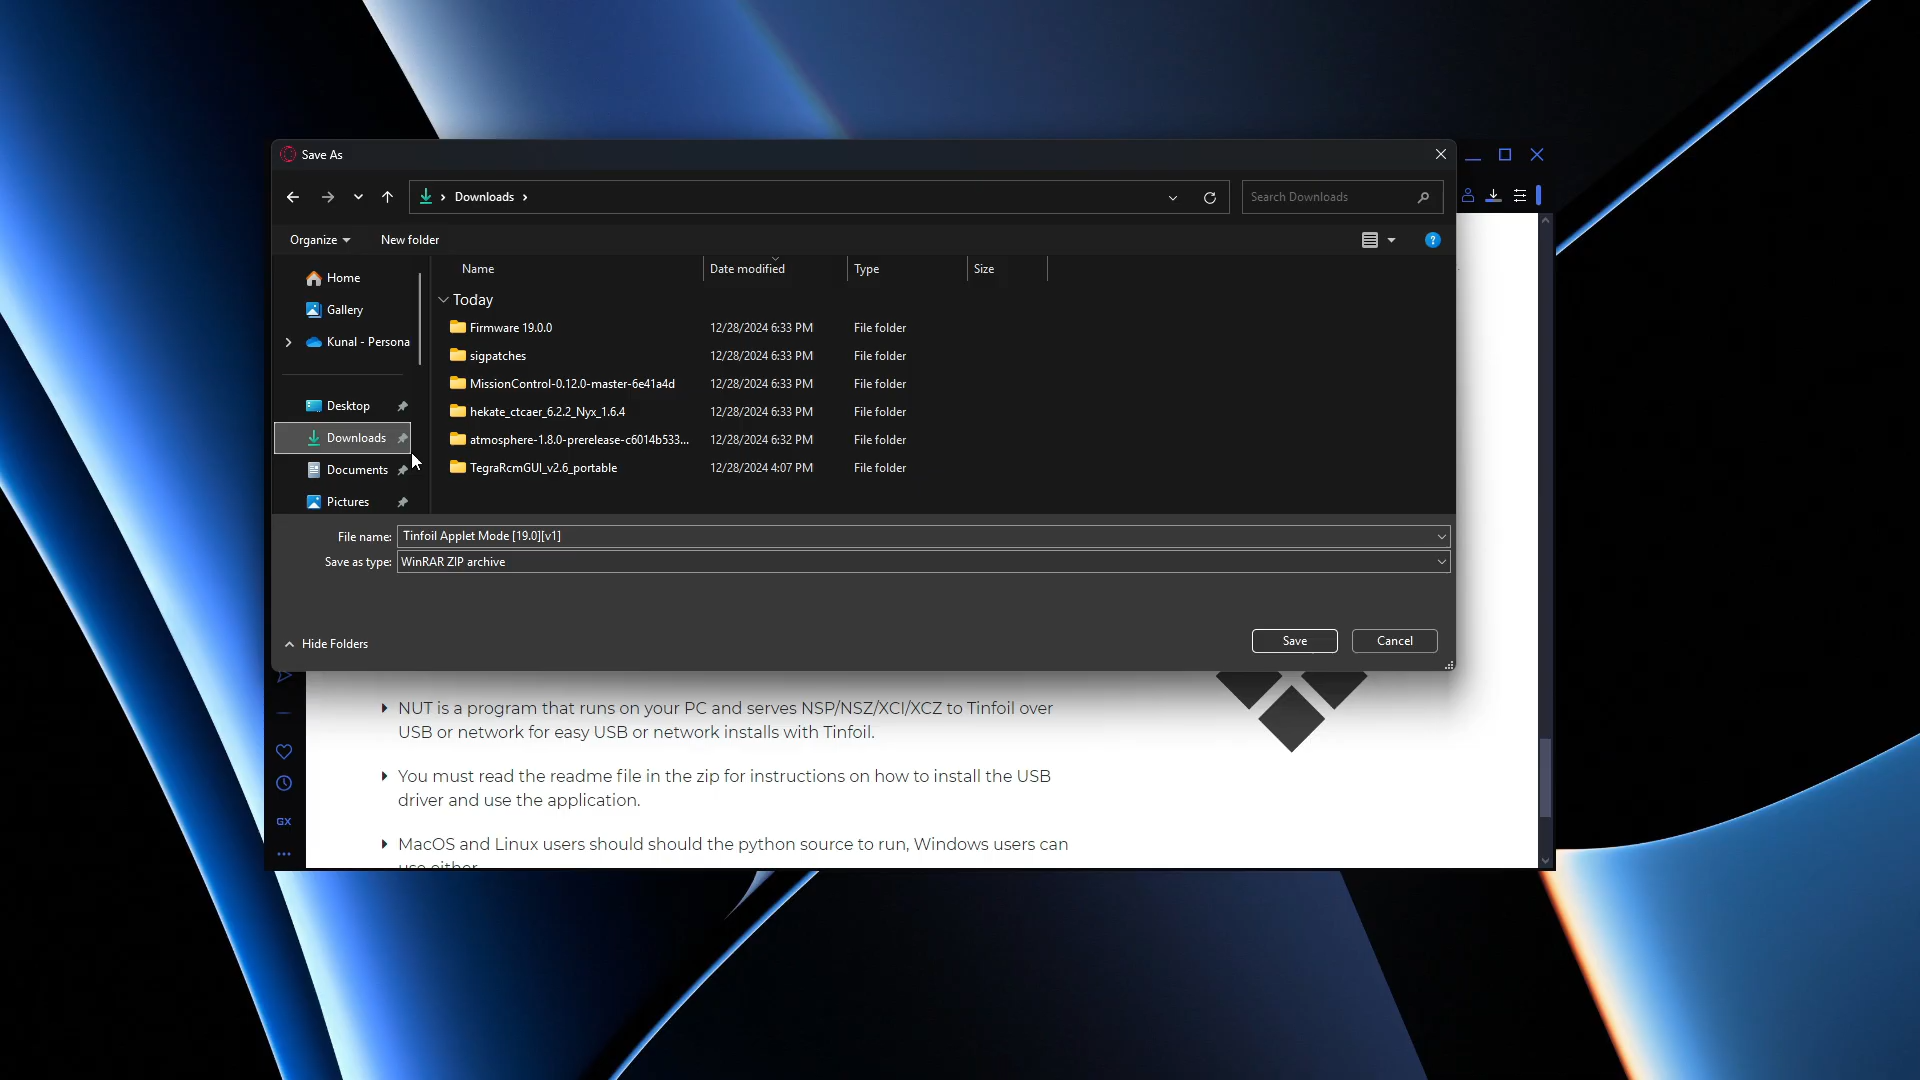 Save As
Downloads
Search Downloads
Organize
New folder
Home
Gallery
Kunal - Persona
Desktop
Downloads
Documents
Pictures
Name
Date modified
Type
Size
Today
Firmware 19.0.0 12/28/2024 6:33 PM File folder
sigpatches 12/28/2024 6:33 PM File folder
MissionControl-0.12.0-master-6e41a4d 12/28/2024 6:33 PM File folder
hekate_ctcaer_6.2.2_Nyx_1.6.4 12/28/2024 6:33 PM File folder
atmosphere-1.8.0-prerelease-c6014b533... 12/28/2024 6:32 PM File folder
TegraRcmGUI_v2.6_portable 12/28/2024 4:07 PM File folder
File name: Tinfoil Applet Mode [19.0][v1]
Save as type: WinRAR ZIP archive
Hide Folders
Save
Cancel
NUT is a program that runs on your PC and serves NSP/NSZ/XCI/XCZ to Tinfoil over
USB or network for easy USB or network installs with Tinfoil.
You must read the readme file in the zip for instructions on how to install the USB
driver and use the application.
MacOS and Linux users should should the python source to run, Windows users can
use either
GX